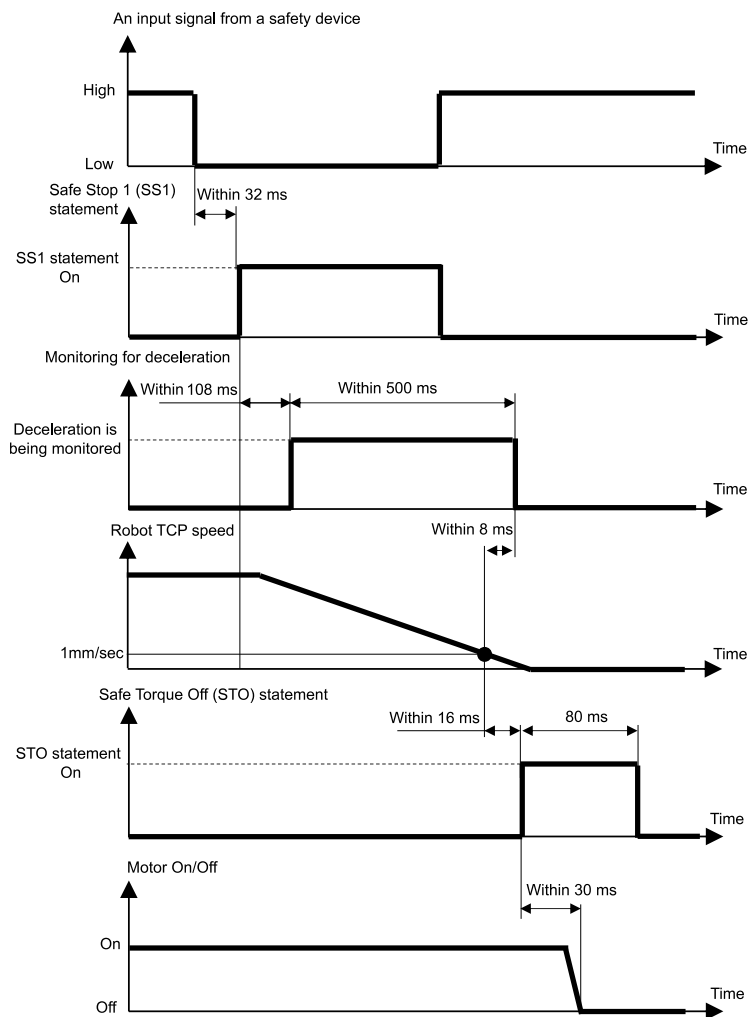 An input signal from a safety device
High
Low
Time
Safe Stop 1 (SS1)
statement
Within 32 ms
SS1 statement
On
Time
Monitoring for deceleration
Within 108 ms
Within 500 ms
Deceleration is
being monitored
Time
Robot TCP speed
Within 8 ms
1mm/sec
Time
Safe Torque Off (STO) statement
Within 16 ms
80 ms
STO statement
On
Time
Motor On/Off
Within 30 ms
On
Off
Time